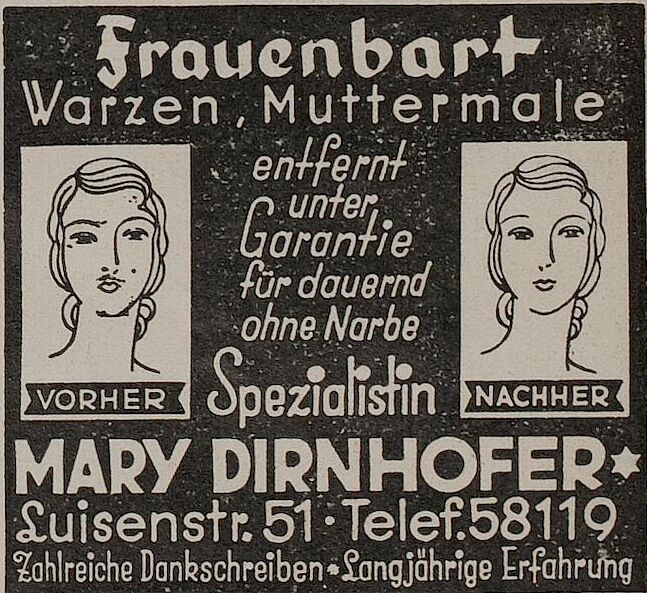 Frauenbart
Warzen, Muttermale
entfernt
unter
Garantie
für dauernd
ohne Narbe
VORHER
Spezialistin
NACHHER
MARY DIRNHOFER
Luisenstr. 51 · Telef. 58119
Zahlreiche Dankschreiben * Langjährige Erfahrung